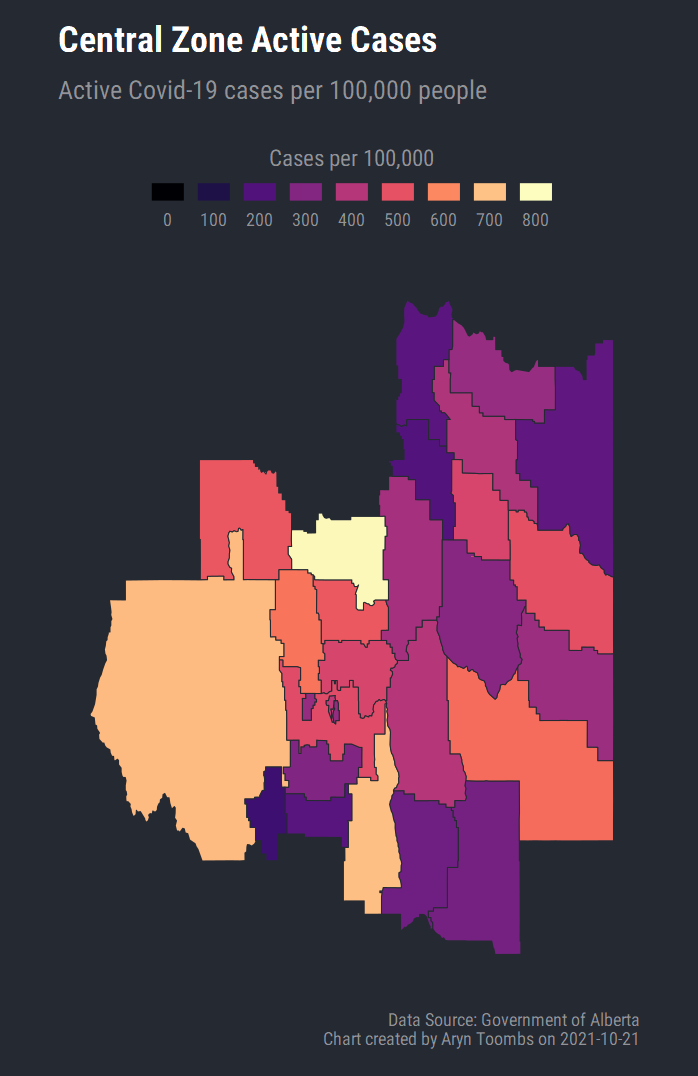 Central Zone Active Cases
Active Covid-19 cases per 100,000 people
Cases per 100,000
0 100 200 300 400 500 600 700 800
Data Source: Government of Alberta
Chart created by Aryn Toombs on 2021-10-21